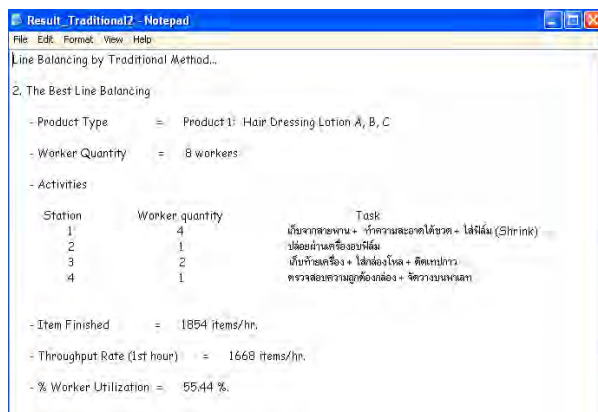 Result_Traditional2 - Notepad
File Edit Format View Help
Line Balancing by Traditional Method...
2. The Best Line Balancing
- Product Type = Product 1: Hair Dressing Lotion A, B, C
- Worker Quantity = 8 workers
- Activities
Station Worker quantity Task
1 4 เก็บจากสายพาน + ทำความสะอาดใต้ขวด + ใส่ฟิล์ม (Shrink)
2 1 ปล่อยผ่านเครื่องอบฟิล์ม
3 2 เก็บท้ายเครื่อง + ใส่กล่องโหล + ติดเทปกาว
4 1 ตรวจสอบความถูกต้องกล่อง + จัดวางบนพาเลท
- Item Finished = 1854 items/hr.
- Throughput Rate (1st hour) = 1668 items/hr.
- % Worker Utilization = 55.44 %.